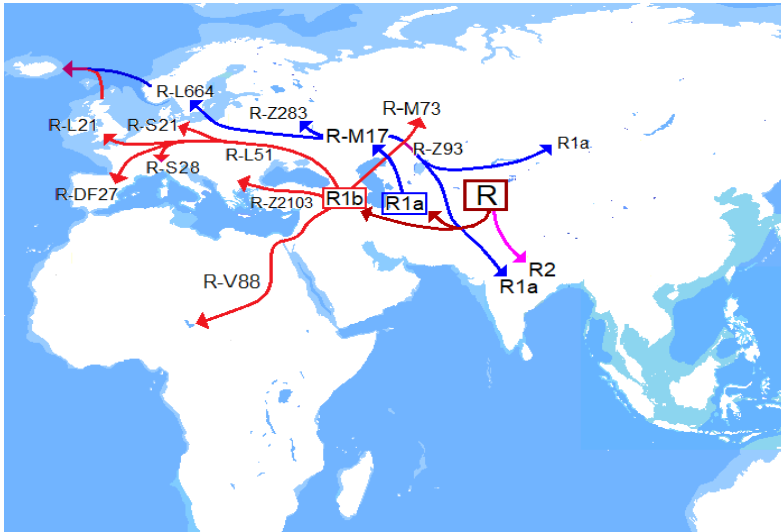 R-L664
R-M73
R-L21
R-S21
R-Z283
R-M17
R-Z93
R1a
R-L51
R-S28
R-DF27
R-Z2103
R1b
R1a
R
R-V88
R2
R1a